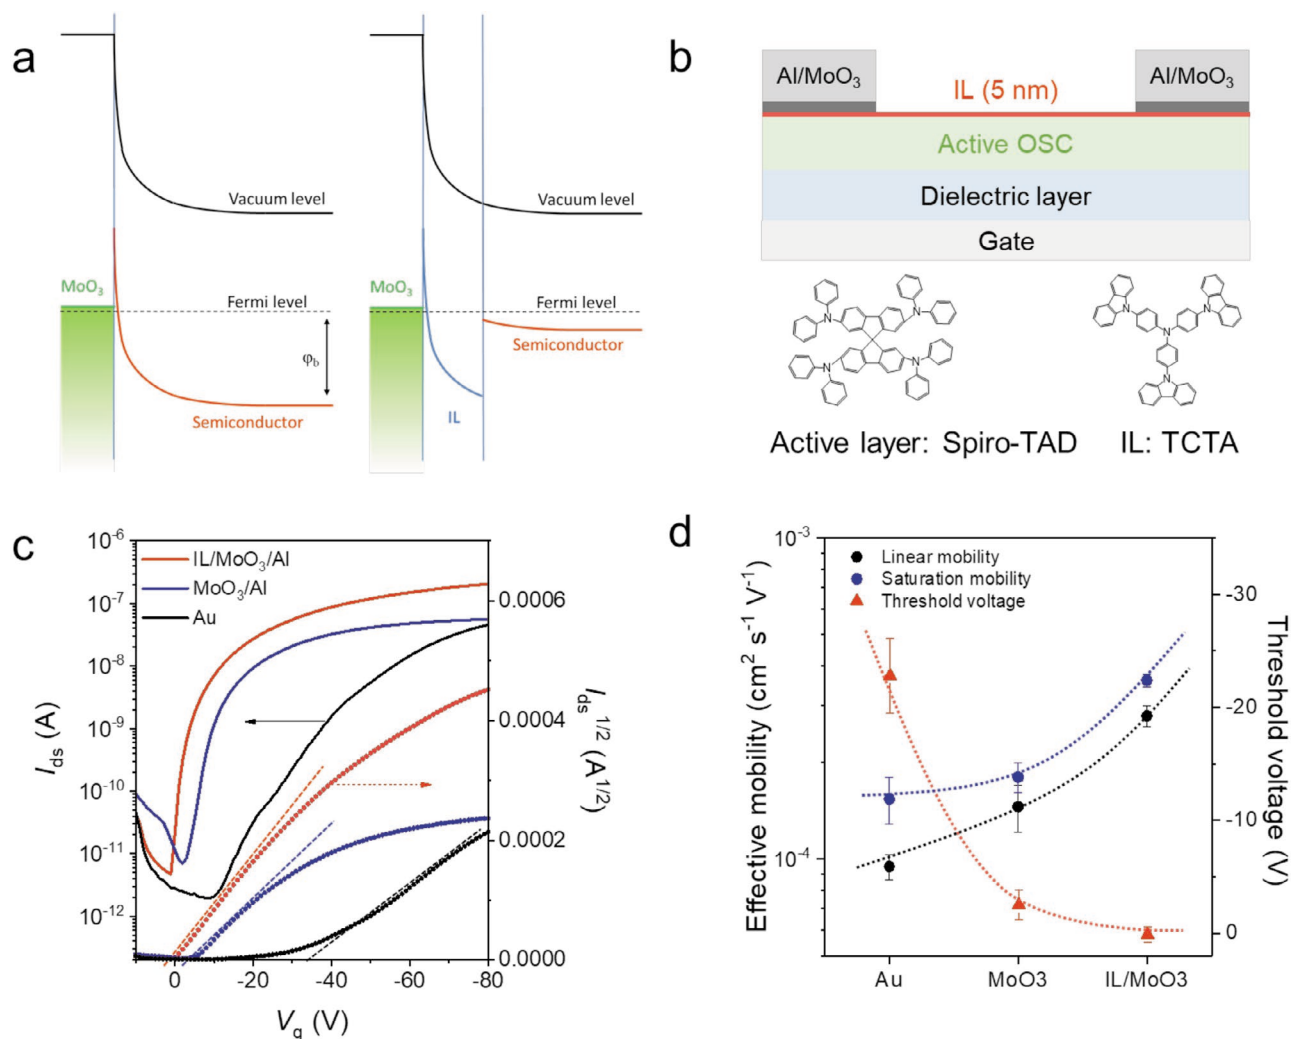 a
Vacuum level
MoO₃
Fermi level
φb
Semiconductor
Vacuum level
MoO₃
Fermi level
Semiconductor
IL
b
Al/MoO₃
IL (5 nm)
Al/MoO₃
Active OSC
Dielectric layer
Gate
N
N
N
N
N
N
N
N
Active layer: Spiro-TAD
IL: TCTA
c
IL/MoO₃/Al
MoO₃/Al
Au
10⁻⁶
10⁻⁷
10⁻⁸
10⁻⁹
10⁻¹⁰
10⁻¹¹
10⁻¹²
Ids (A)
0.0006
0.0004
0.0002
0.0000
Ids^1/2 (A^1/2)
0
-20
-40
-60
-80
Vg (V)
d
Linear mobility
Saturation mobility
Threshold voltage
10⁻³
10⁻⁴
Effective mobility (cm² s⁻¹ V⁻¹)
-30
-20
-10
0
Threshold voltage (V)
Au
MoO3
IL/MoO3